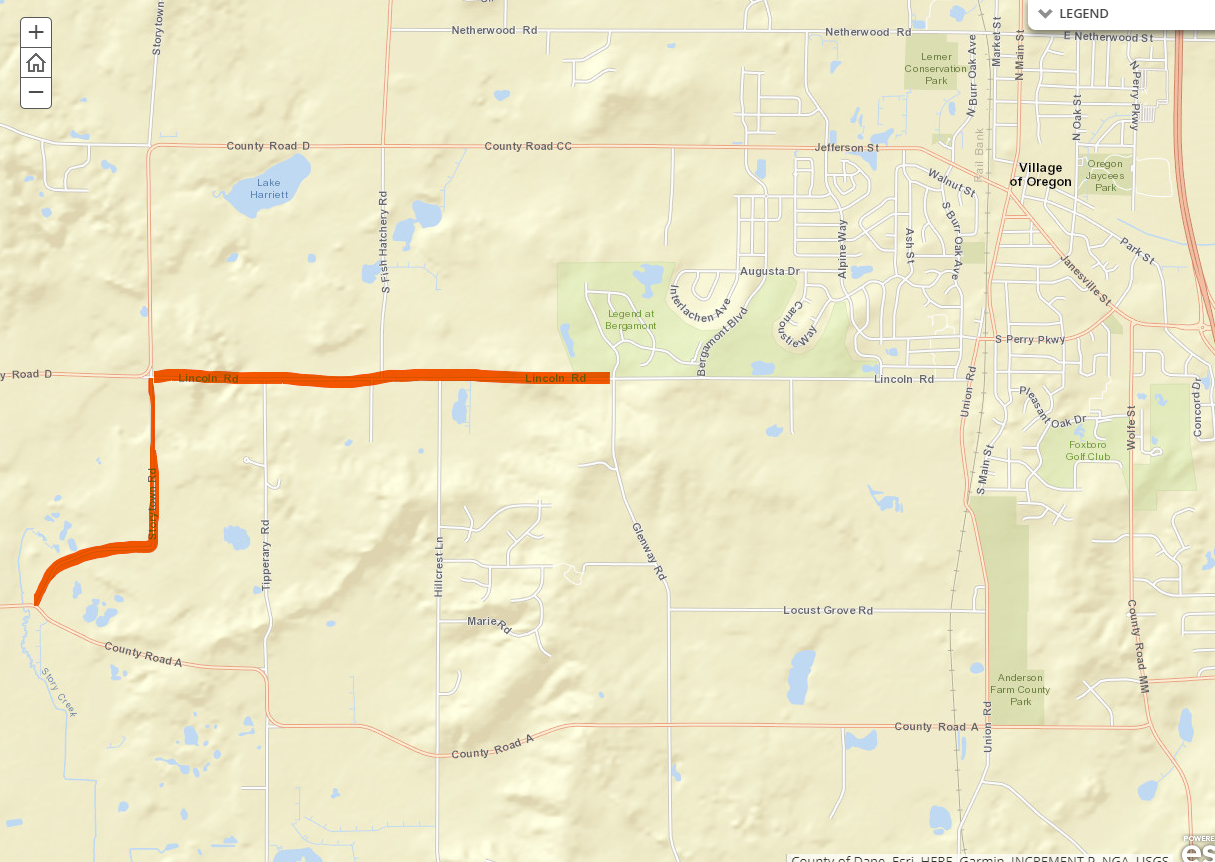 Storytown
LEGEND
Netherwood Rd
Netherwood Rd
E Netherwood St
Market St
N Main St
N Burr Oak Ave
N Perry Pkwy
N Oak St
Lerner
Conservation
Park
County Road D
County Road CC
Jefferson St
Rail Bank
Village
of Oregon
Oregon
Jaycees
Park
Walnut St
Lake
Harriett
S Fish Hatchery Rd
S Burr Oak Ave
Ash St
Alpine Way
Park St
Janesville St
Augusta Dr
Interlachen Ave
Bergamont Blvd
Carnoustie Way
Legend at
Bergamont
S Perry Pkwy
y Road D
Lincoln Rd
Lincoln Rd
Lincoln Rd
Union Rd
Pleasant Oak Dr
Wolfe St
Concord Dr
Foxboro
Golf Club
S Main St
Storytown Rd
Tipperary Rd
Hillcrest Ln
Glenway Rd
Marie Rd
Locust Grove Rd
County Road MM
County Road A
Story Creek
Anderson
Farm County
Park
Union Rd
County Road A
County Road A
POWERE
es
County of Dane, Esri, HERE, Garmin, INCREMENT P, NGA, USGS